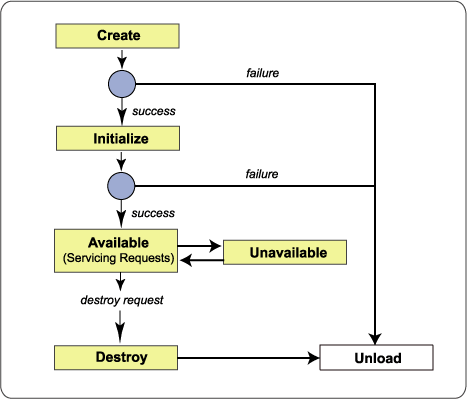 Create
failure
success
Initialize
failure
success
Available
(Servicing Requests)
Unavailable
destroy request
Destroy
Unload